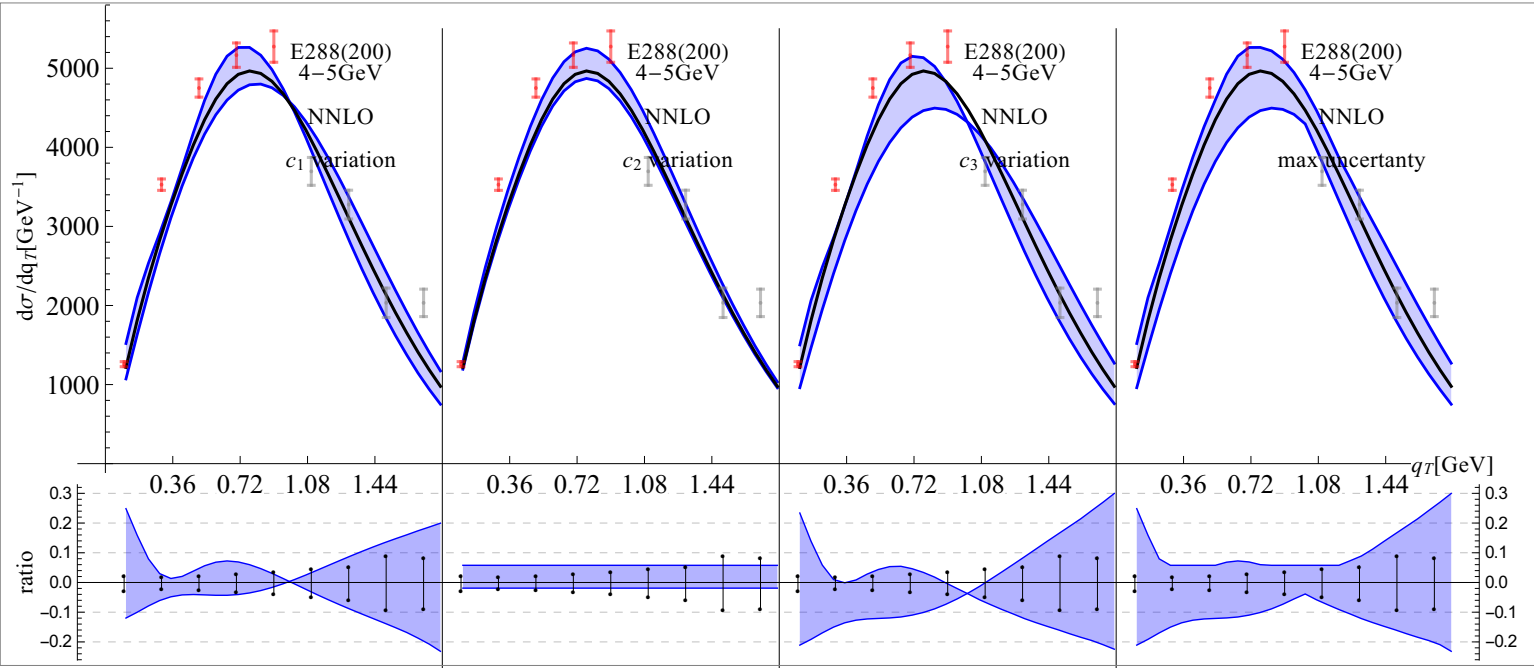 E288(200) E288(200) E288(200) E288(200)
4−5GeV 4−5GeV 4−5GeV 4−5GeV
NNLO NNLO NNLO NNLO
c1 variation c2 variation c3 variation max uncertanty
dσ/dqT[GeV−1]
5000
4000
3000
2000
1000
qT[GeV]
0.36 0.72 1.08 1.44 0.36 0.72 1.08 1.44 0.36 0.72 1.08 1.44 0.36 0.72 1.08 1.44
ratio
0.3 0.3
0.2 0.2
0.1 0.1
0.0 0.0
−0.1 −0.1
−0.2 −0.2